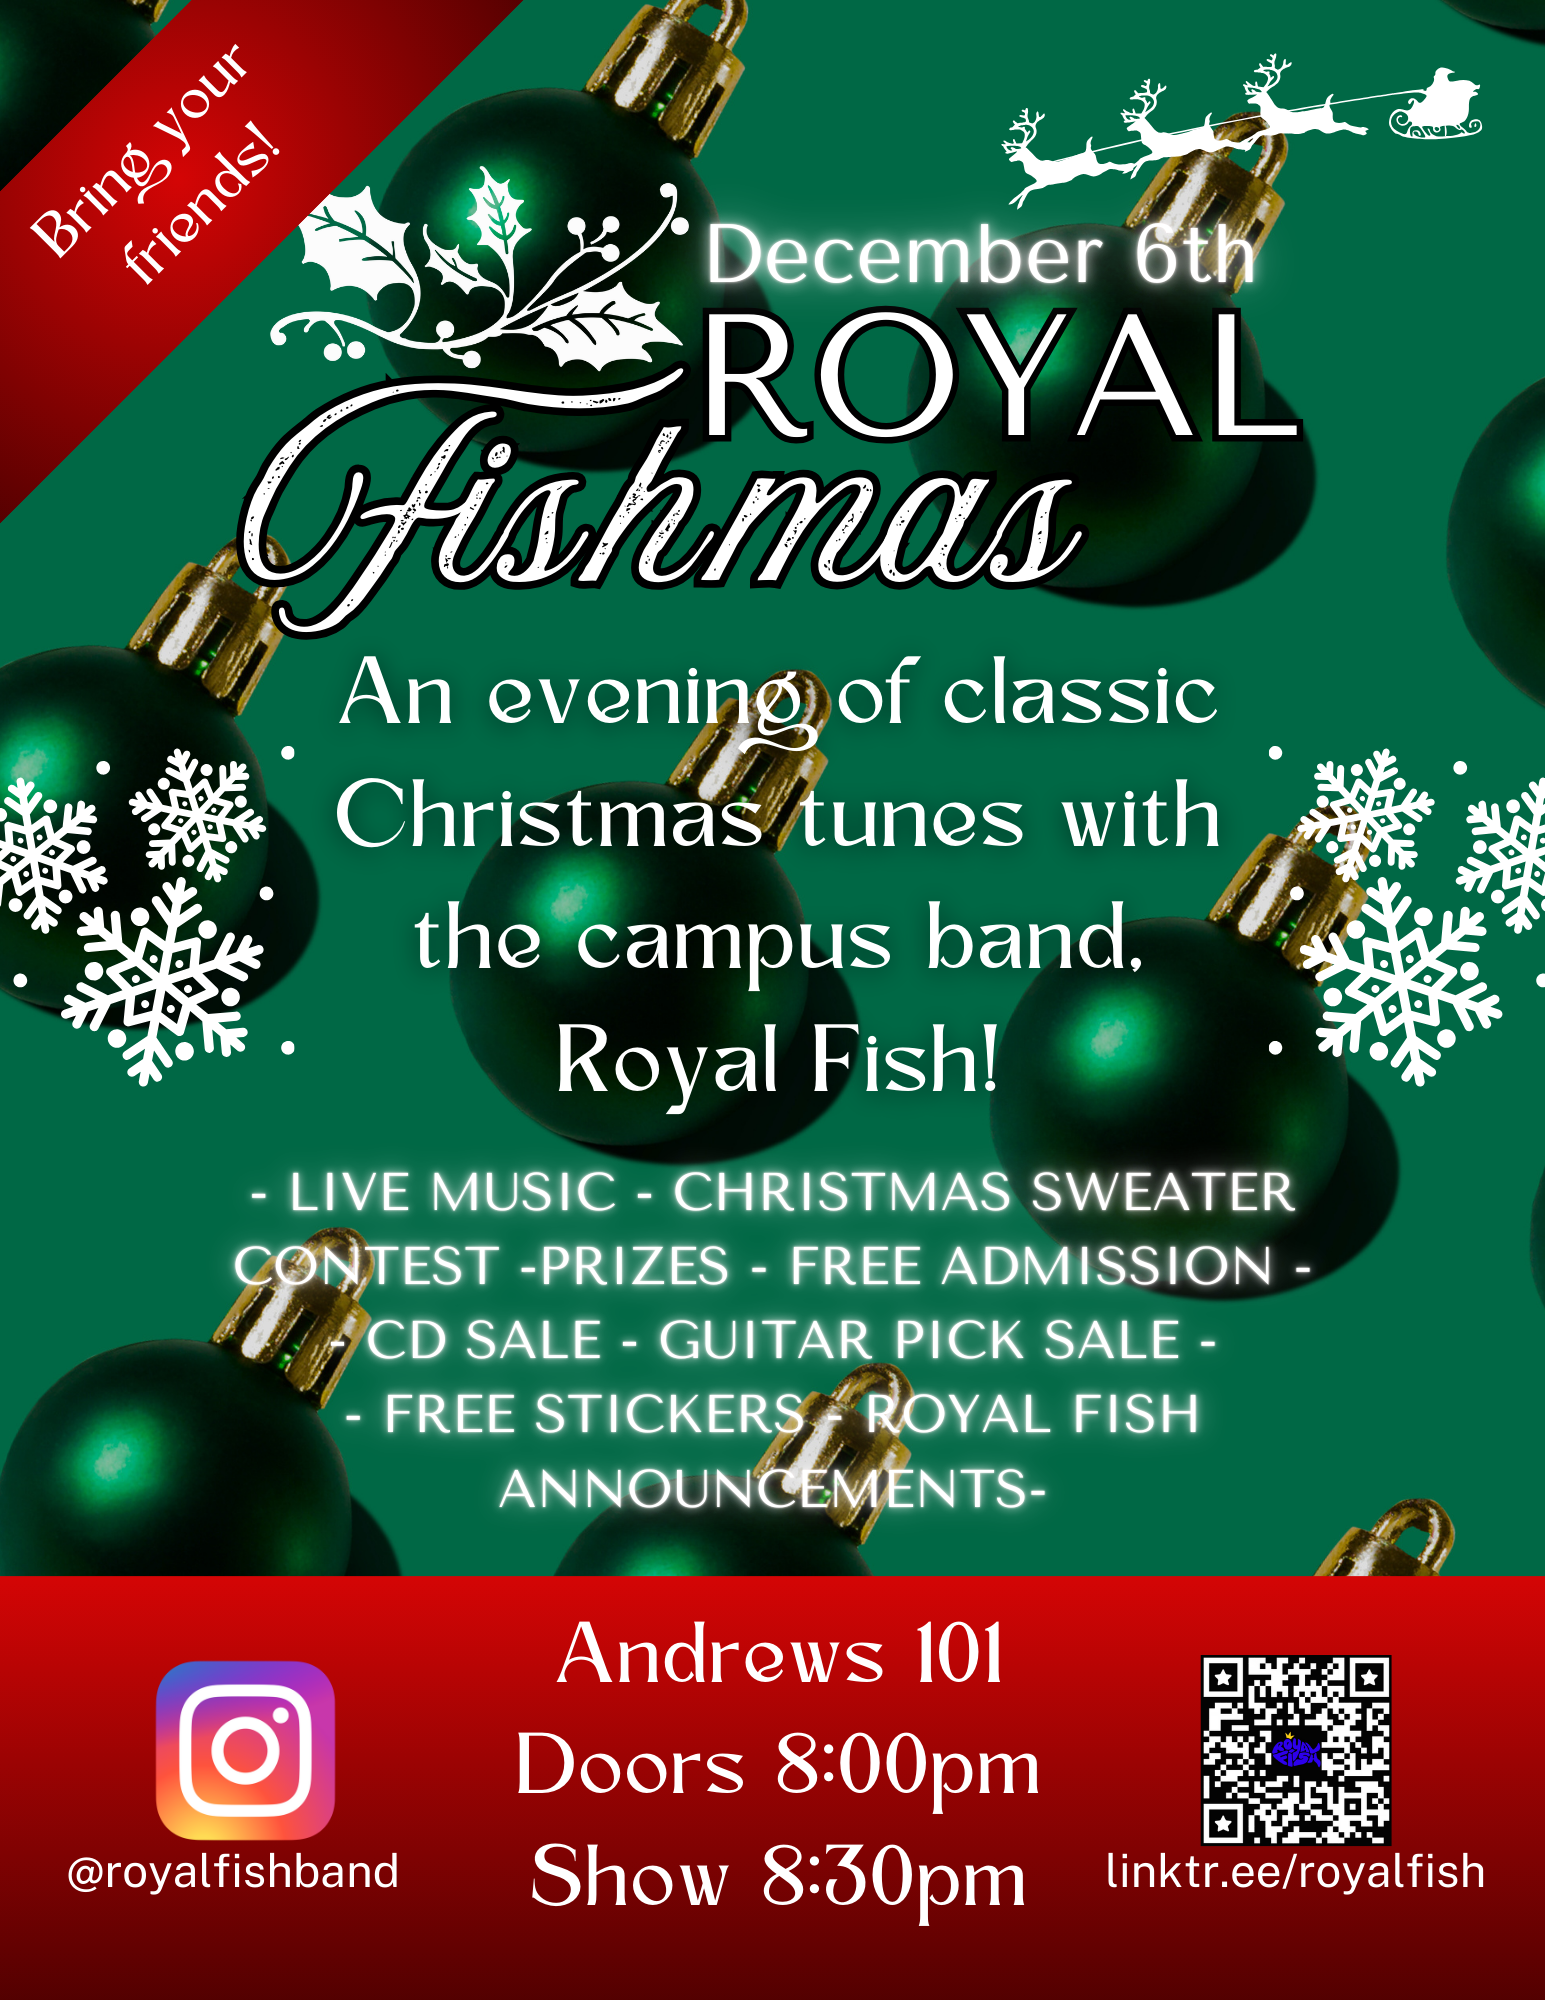 Bring your
friends!
December 6th
ROYAL
Fishmas
An evening of classic
Christmas tunes with
the campus band,
Royal Fish!
- LIVE MUSIC - CHRISTMAS SWEATER
CONTEST -PRIZES - FREE ADMISSION -
- CD SALE - GUITAR PICK SALE -
- FREE STICKERS - ROYAL FISH
ANNOUNCEMENTS-
Andrews 101
Doors 8:00pm
Show 8:30pm
@royalfishband
ROYAL
FISH
linktr.ee/royalfish